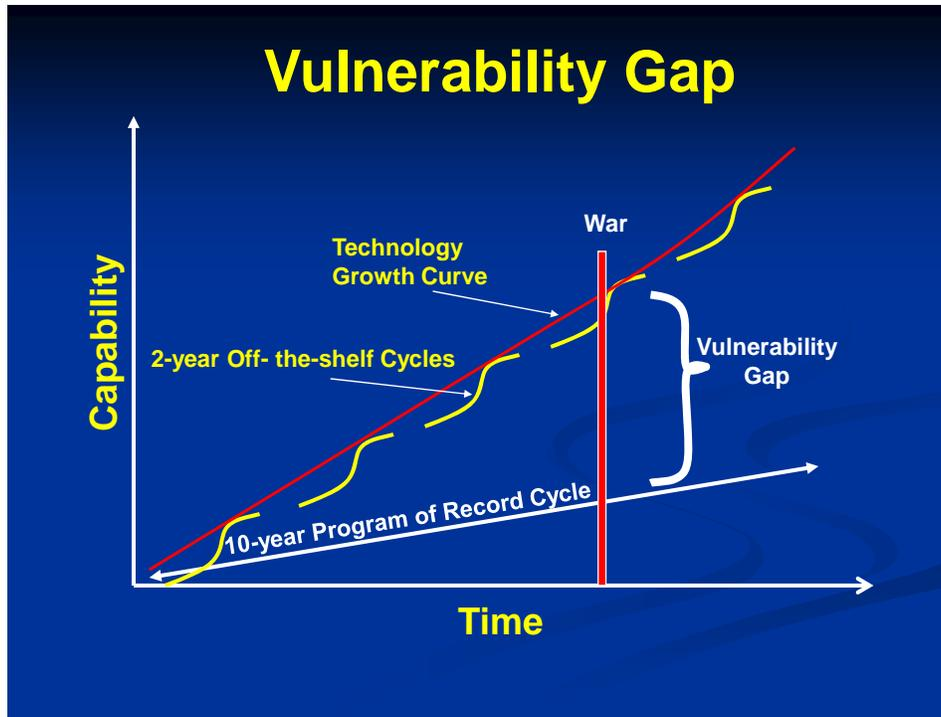 Vulnerability Gap
War
Technology
Growth Curve
2-year Off- the-shelf Cycles
Vulnerability
Gap
Capability
10-year Program of Record Cycle
Time